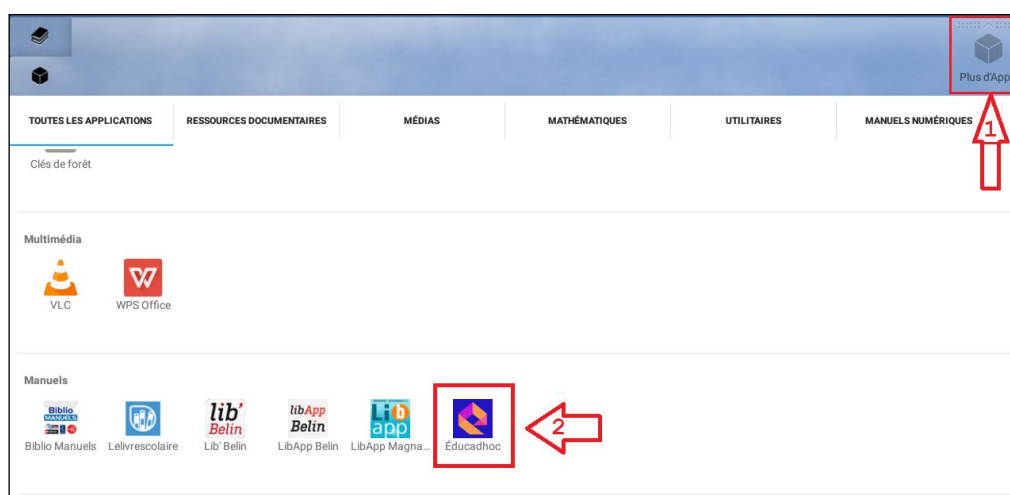 Plus d'App
TOUTES LES APPLICATIONS
RESSOURCES DOCUMENTAIRES
MÉDIAS
MATHÉMATIQUES
UTILITAIRES
MANUELS NUMÉRIQUES
1
Clés de forêt
Multimédia
VLC
WPS Office
Manuels
Biblio
MANUELS
lib'
Belin
libApp
Belin
Lib
app
2
Biblio Manuels
Lelivrescolaire
Lib' Belin
LibApp Belin
LibApp Magna...
Éducadhoc